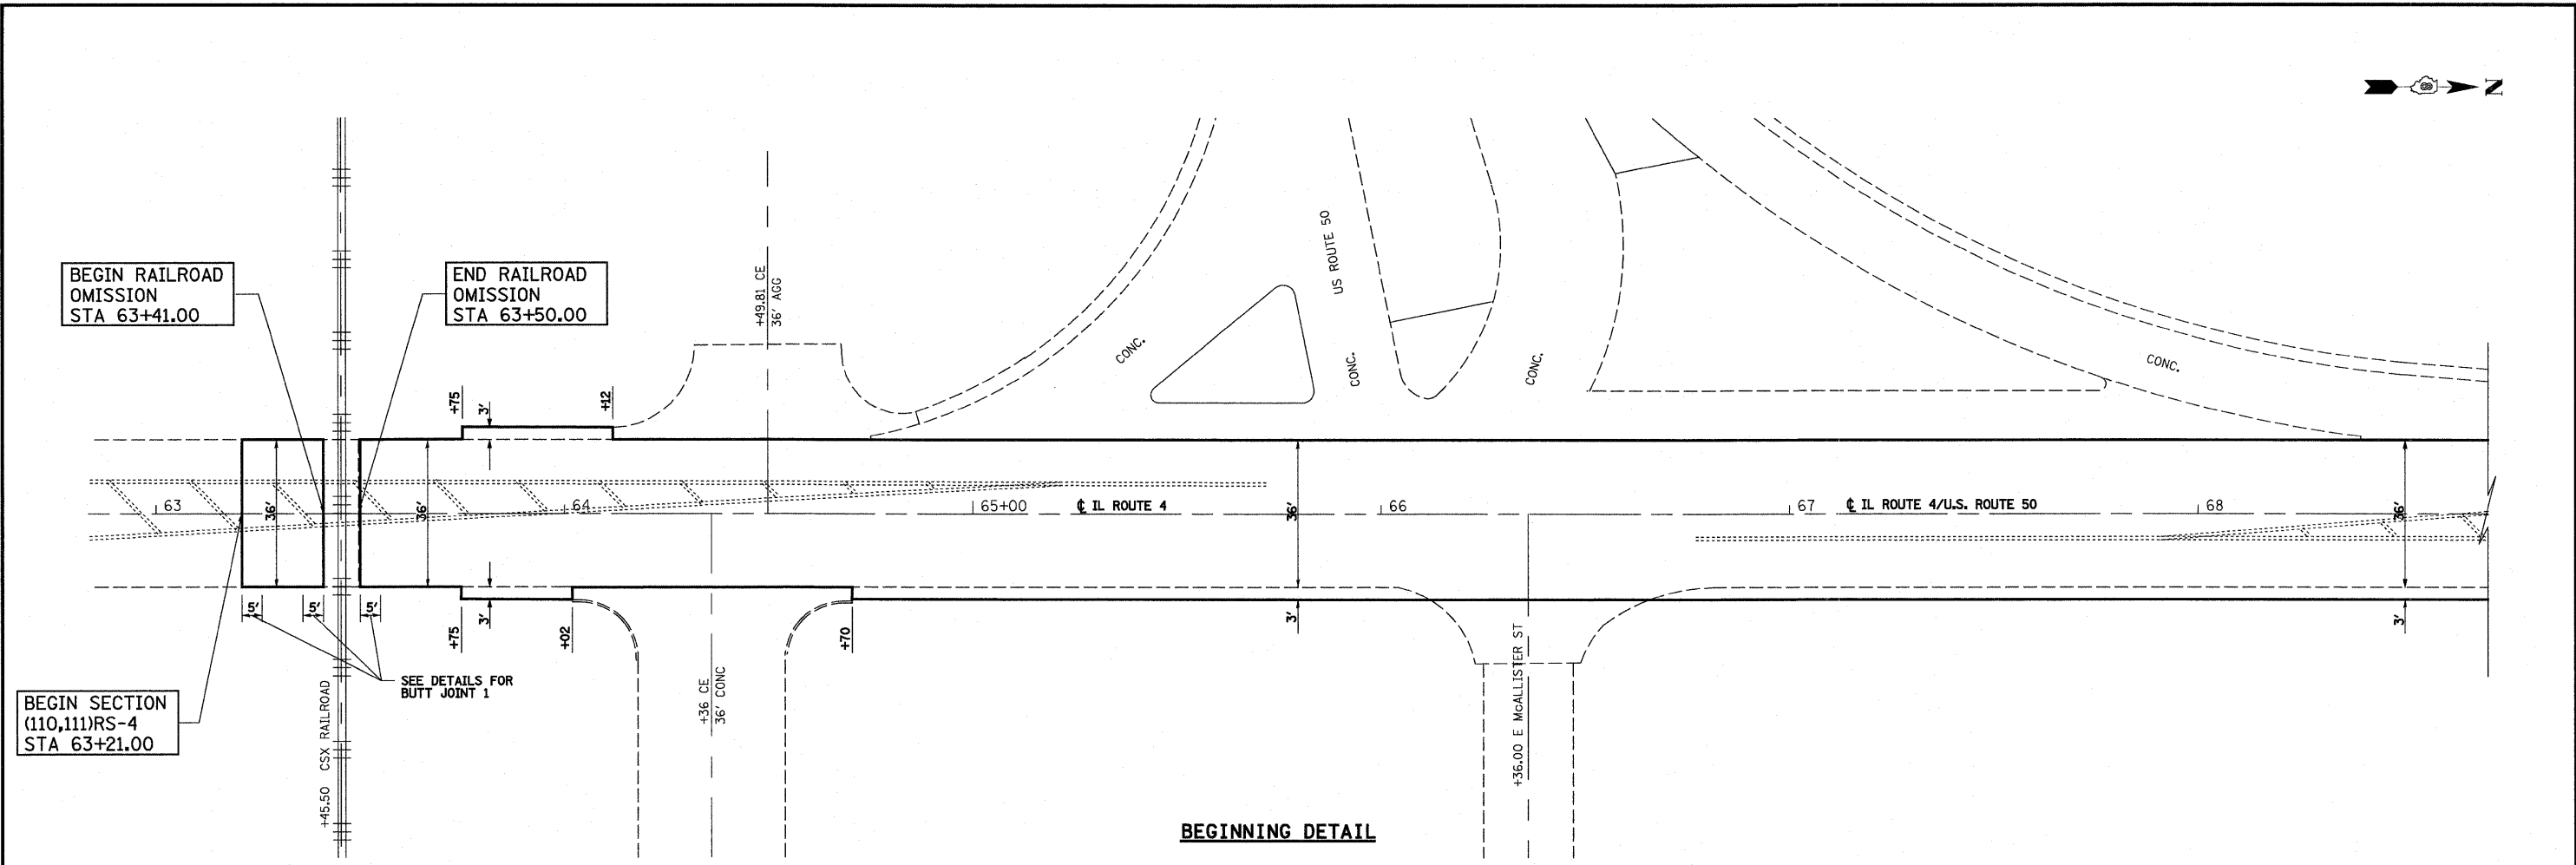 N
BEGIN RAILROAD
OMISSION
STA 63+41.00
END RAILROAD
OMISSION
STA 63+50.00
+49.81 CE
36' AGG
US ROUTE 50
CONC.
CONC.
CONC.
CONC.
+75
3'
+12
63
36'
36'
64
65+00
℄ IL ROUTE 4
36'
66
67
℄ IL ROUTE 4/U.S. ROUTE 50
68
36'
5'
5'
5'
+75
3'
+02
+70
3'
3'
SEE DETAILS FOR
BUTT JOINT 1
BEGIN SECTION
(110,111)RS-4
STA 63+21.00
+45.50 CSX RAILROAD
+36 CE
36' CONC
+36.00 E McALLISTER ST
BEGINNING DETAIL